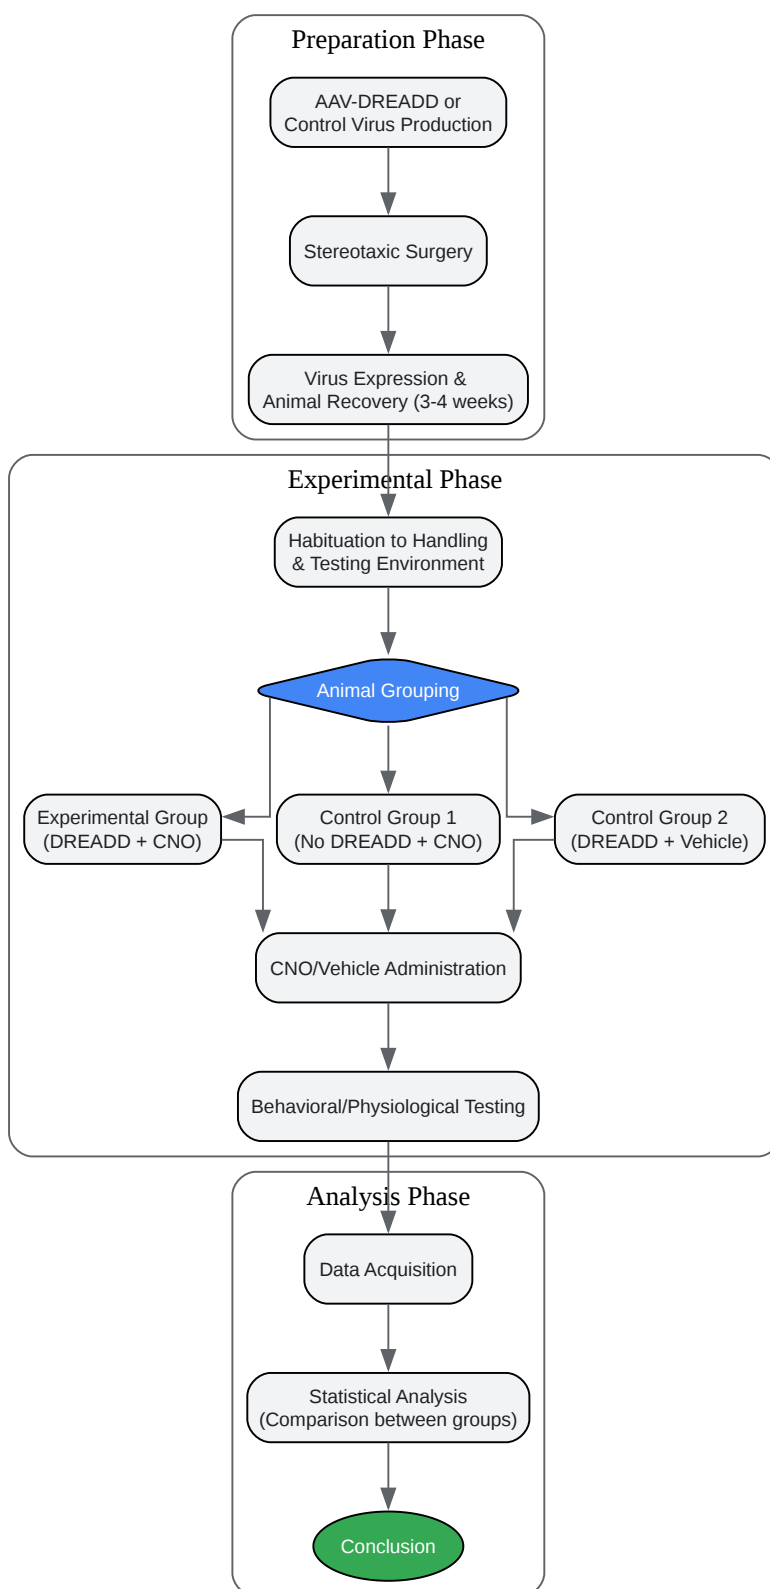 Preparation Phase
AAV-DREADD or
Control Virus Production
Stereotaxic Surgery
Virus Expression &
Animal Recovery (3-4 weeks)
Experimental Phase
Habituation to Handling
& Testing Environment
Animal Grouping
Experimental Group
(DREADD + CNO)
Control Group 1
(No DREADD + CNO)
Control Group 2
(DREADD + Vehicle)
CNO/Vehicle Administration
Behavioral/Physiological Testing
Analysis Phase
Data Acquisition
Statistical Analysis
(Comparison between groups)
Conclusion